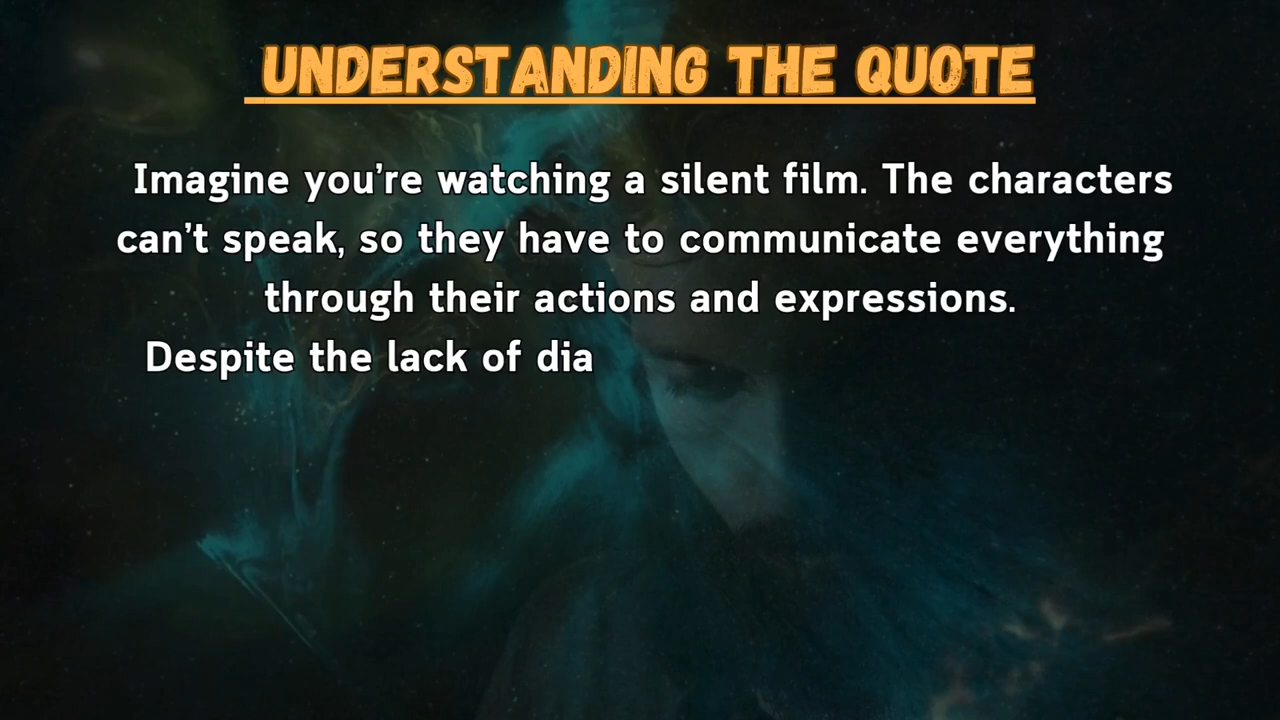 UNDERSTANDING THE QUOTE
Imagine you're watching a silent film. The characters
can't speak, so they have to communicate everything
through their actions and expressions.
Despite the lack of dia